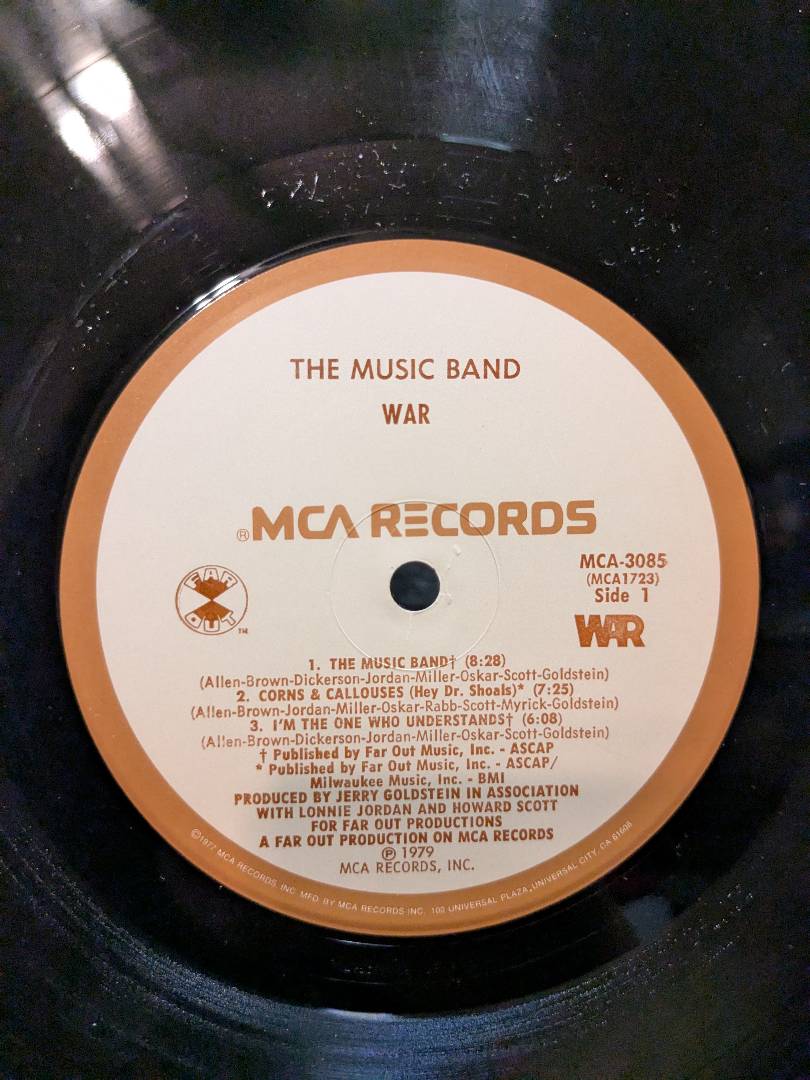 THE MUSIC BAND
WAR
®MCA RECORDS
FAR
OUT
TM
MCA-3085
(MCA1723)
Side 1
WAR
1. THE MUSIC BAND† (8:28)
(Allen-Brown-Dickerson-Jordan-Miller-Oskar-Scott-Goldstein)
2. CORNS & CALLOUSES (Hey Dr. Shoals)* (7:25)
(Allen-Brown-Jordan-Miller-Oskar-Rabb-Scott-Myrick-Goldstein)
3. I'M THE ONE WHO UNDERSTANDS† (6:08)
(Allen-Brown-Dickerson-Jordan-Miller-Oskar-Scott-Goldstein)
† Published by Far Out Music, Inc. - ASCAP
* Published by Far Out Music, Inc. - ASCAP/
Milwaukee Music, Inc. - BMI
PRODUCED BY JERRY GOLDSTEIN IN ASSOCIATION
WITH LONNIE JORDAN AND HOWARD SCOTT
FOR FAR OUT PRODUCTIONS
A FAR OUT PRODUCTION ON MCA RECORDS
℗ 1979
MCA RECORDS, INC.
©1977 MCA RECORDS, INC. MFD. BY MCA RECORDS INC. 100 UNIVERSAL PLAZA, UNIVERSAL CITY, CA 91608